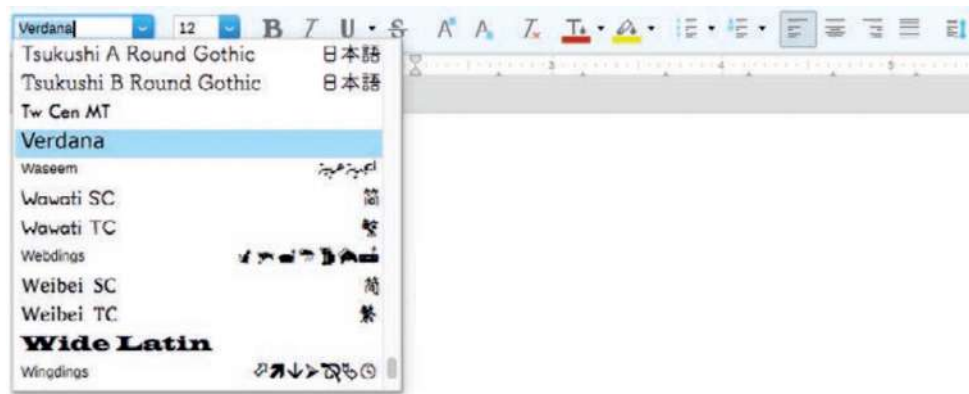 Verdana 12 B I U S A A
Tsukushi A Round Gothic 日本語
Tsukushi B Round Gothic 日本語
Tw Cen MT
Verdana
Waseem
Wawati SC 简
Wawati TC 繁
Webdings
Weibei SC 简
Weibei TC 繁
Wide Latin
Wingdings